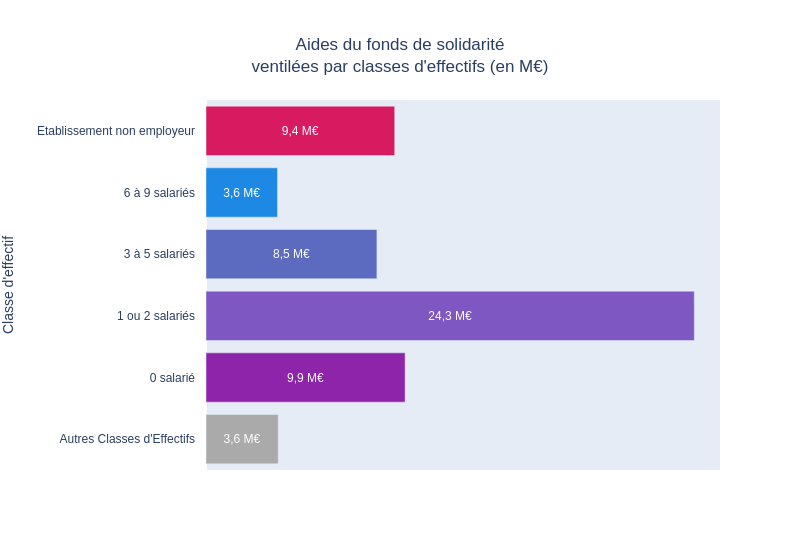 Aides du fonds de solidarité
ventilées par classes d'effectifs (en M€)
Classe d'effectif
Etablissement non employeur
9,4 M€
6 à 9 salariés
3,6 M€
3 à 5 salariés
8,5 M€
1 ou 2 salariés
24,3 M€
0 salarié
9,9 M€
Autres Classes d'Effectifs
3,6 M€